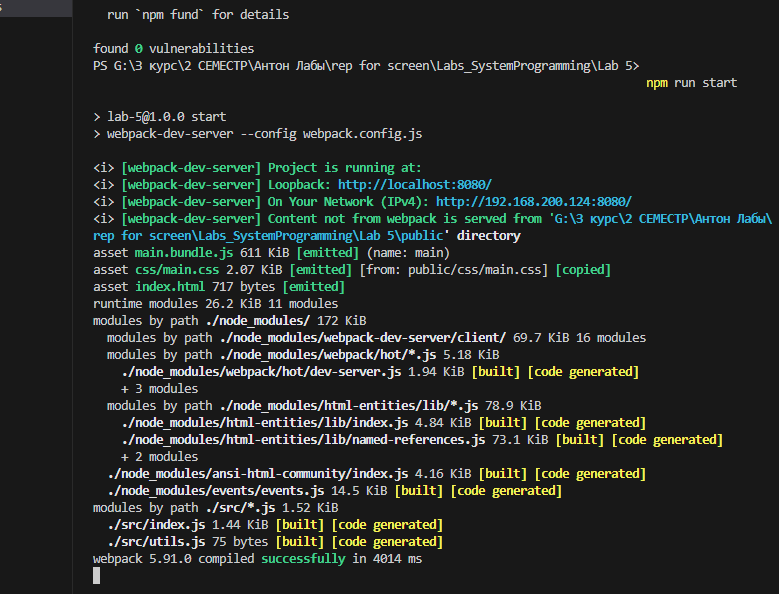 run `npm fund` for details
found 0 vulnerabilities
PS G:\3 курс\2 СЕМЕСТР\Антон Лабы\rep for screen\Labs_SystemProgramming\Lab 5>
npm run start
> lab-5@1.0.0 start
> webpack-dev-server --config webpack.config.js
<i> [webpack-dev-server] Project is running at:
<i> [webpack-dev-server] Loopback: http://localhost:8080/
<i> [webpack-dev-server] On Your Network (IPv4): http://192.168.200.124:8080/
<i> [webpack-dev-server] Content not from webpack is served from 'G:\3 курс\2 СЕМЕСТР\Антон Лабы\
rep for screen\Labs_SystemProgramming\Lab 5\public' directory
asset main.bundle.js 611 KiB [emitted] (name: main)
asset css/main.css 2.07 KiB [emitted] [from: public/css/main.css] [copied]
asset index.html 717 bytes [emitted]
runtime modules 26.2 KiB 11 modules
modules by path ./node_modules/ 172 KiB
modules by path ./node_modules/webpack-dev-server/client/ 69.7 KiB 16 modules
modules by path ./node_modules/webpack/hot/*.js 5.18 KiB
./node_modules/webpack/hot/dev-server.js 1.94 KiB [built] [code generated]
+ 3 modules
modules by path ./node_modules/html-entities/lib/*.js 78.9 KiB
./node_modules/html-entities/lib/index.js 4.84 KiB [built] [code generated]
./node_modules/html-entities/lib/named-references.js 73.1 KiB [built] [code generated]
+ 2 modules
./node_modules/ansi-html-community/index.js 4.16 KiB [built] [code generated]
./node_modules/events/events.js 14.5 KiB [built] [code generated]
modules by path ./src/*.js 1.52 KiB
./src/index.js 1.44 KiB [built] [code generated]
./src/utils.js 75 bytes [built] [code generated]
webpack 5.91.0 compiled successfully in 4014 ms